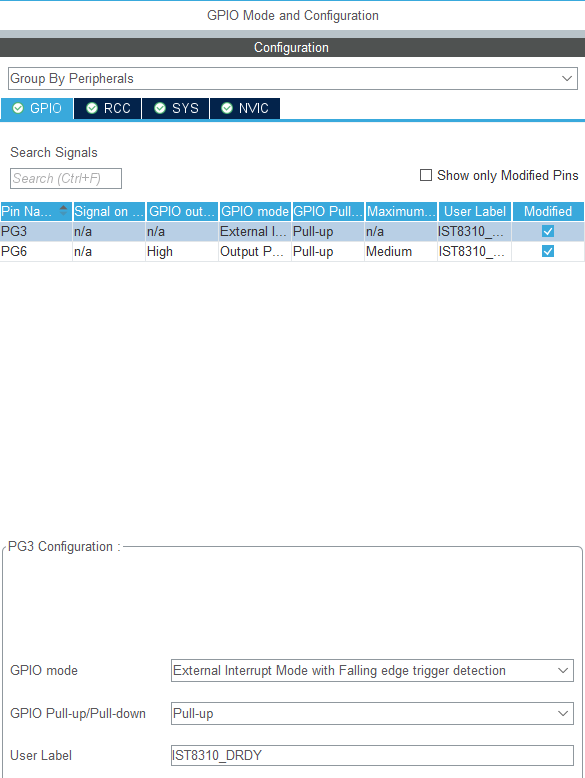 GPIO Mode and Configuration
Configuration
Group By Peripherals
GPIO RCC SYS NVIC
Search Signals
Search (Ctrl+F)
Show only Modified Pins
Pin Na... Signal on ... GPIO out... GPIO mode GPIO Pull... Maximum... User Label Modified
PG3 n/a n/a External I... Pull-up n/a IST8310_...
PG6 n/a High Output P... Pull-up Medium IST8310_...
PG3 Configuration :
GPIO mode External Interrupt Mode with Falling edge trigger detection
GPIO Pull-up/Pull-down Pull-up
User Label IST8310_DRDY